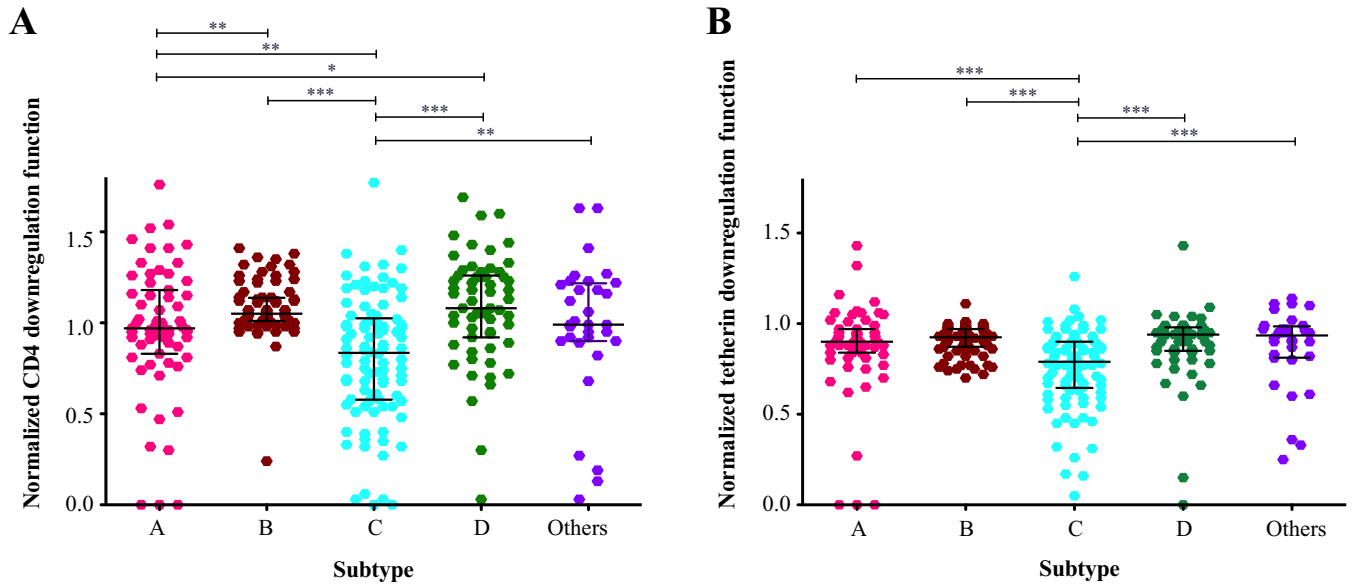 A
B
**
**
*
***
***
**
***
***
***
***
Normalized CD4 downregulation function
1.5
1.0
0.5
0.0
A
B
C
D
Others
Subtype
Normalized tetherin downregulation function
1.5
1.0
0.5
0.0
A
B
C
D
Others
Subtype